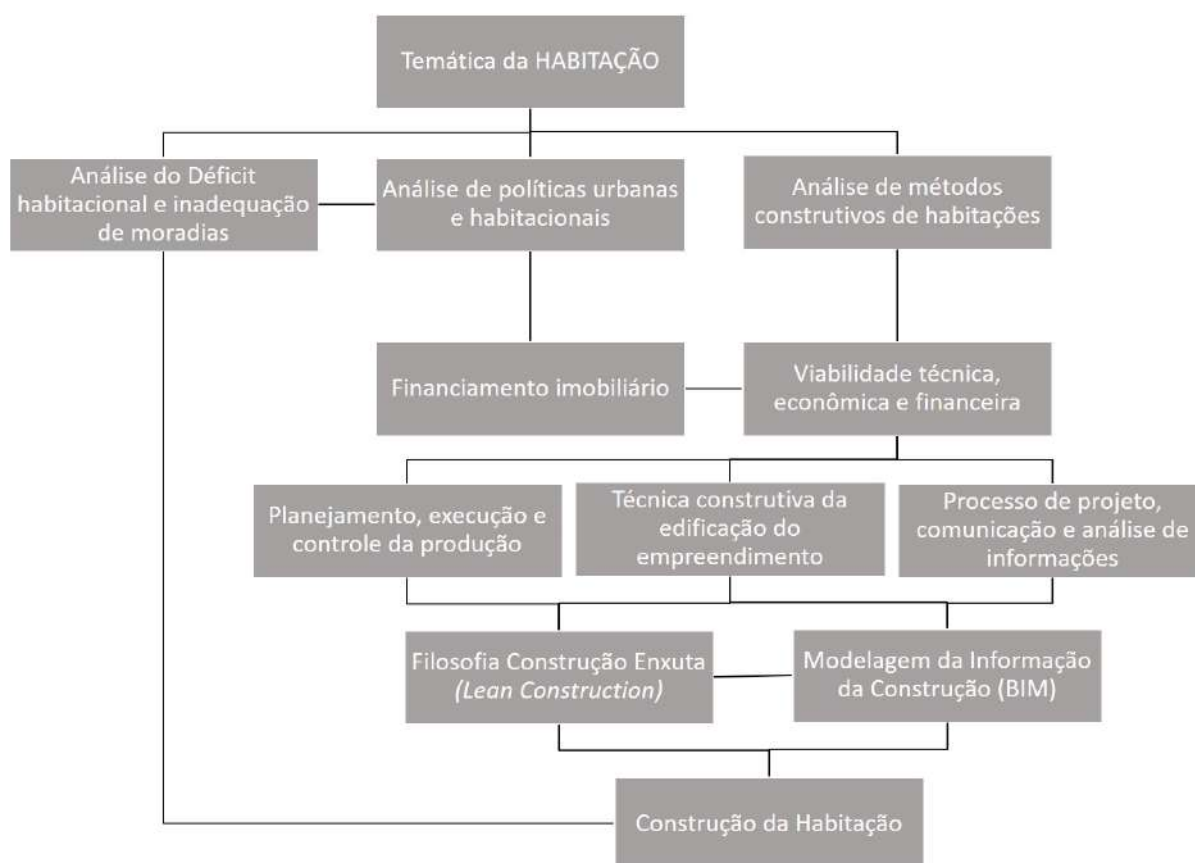 Temática da HABITAÇÃO
Análise do Déficit
habitacional e inadequação
de moradias
Análise de políticas urbanas
e habitacionais
Análise de métodos
construtivos de habitações
Financiamento imobiliário
Viabilidade técnica,
econômica e financeira
Planejamento, execução e
controle da produção
Técnica construtiva da
edificação do
empreendimento
Processo de projeto,
comunicação e análise de
informações
Filosofia Construção Enxuta
(Lean Construction)
Modelagem da Informação
da Construção (BIM)
Construção da Habitação